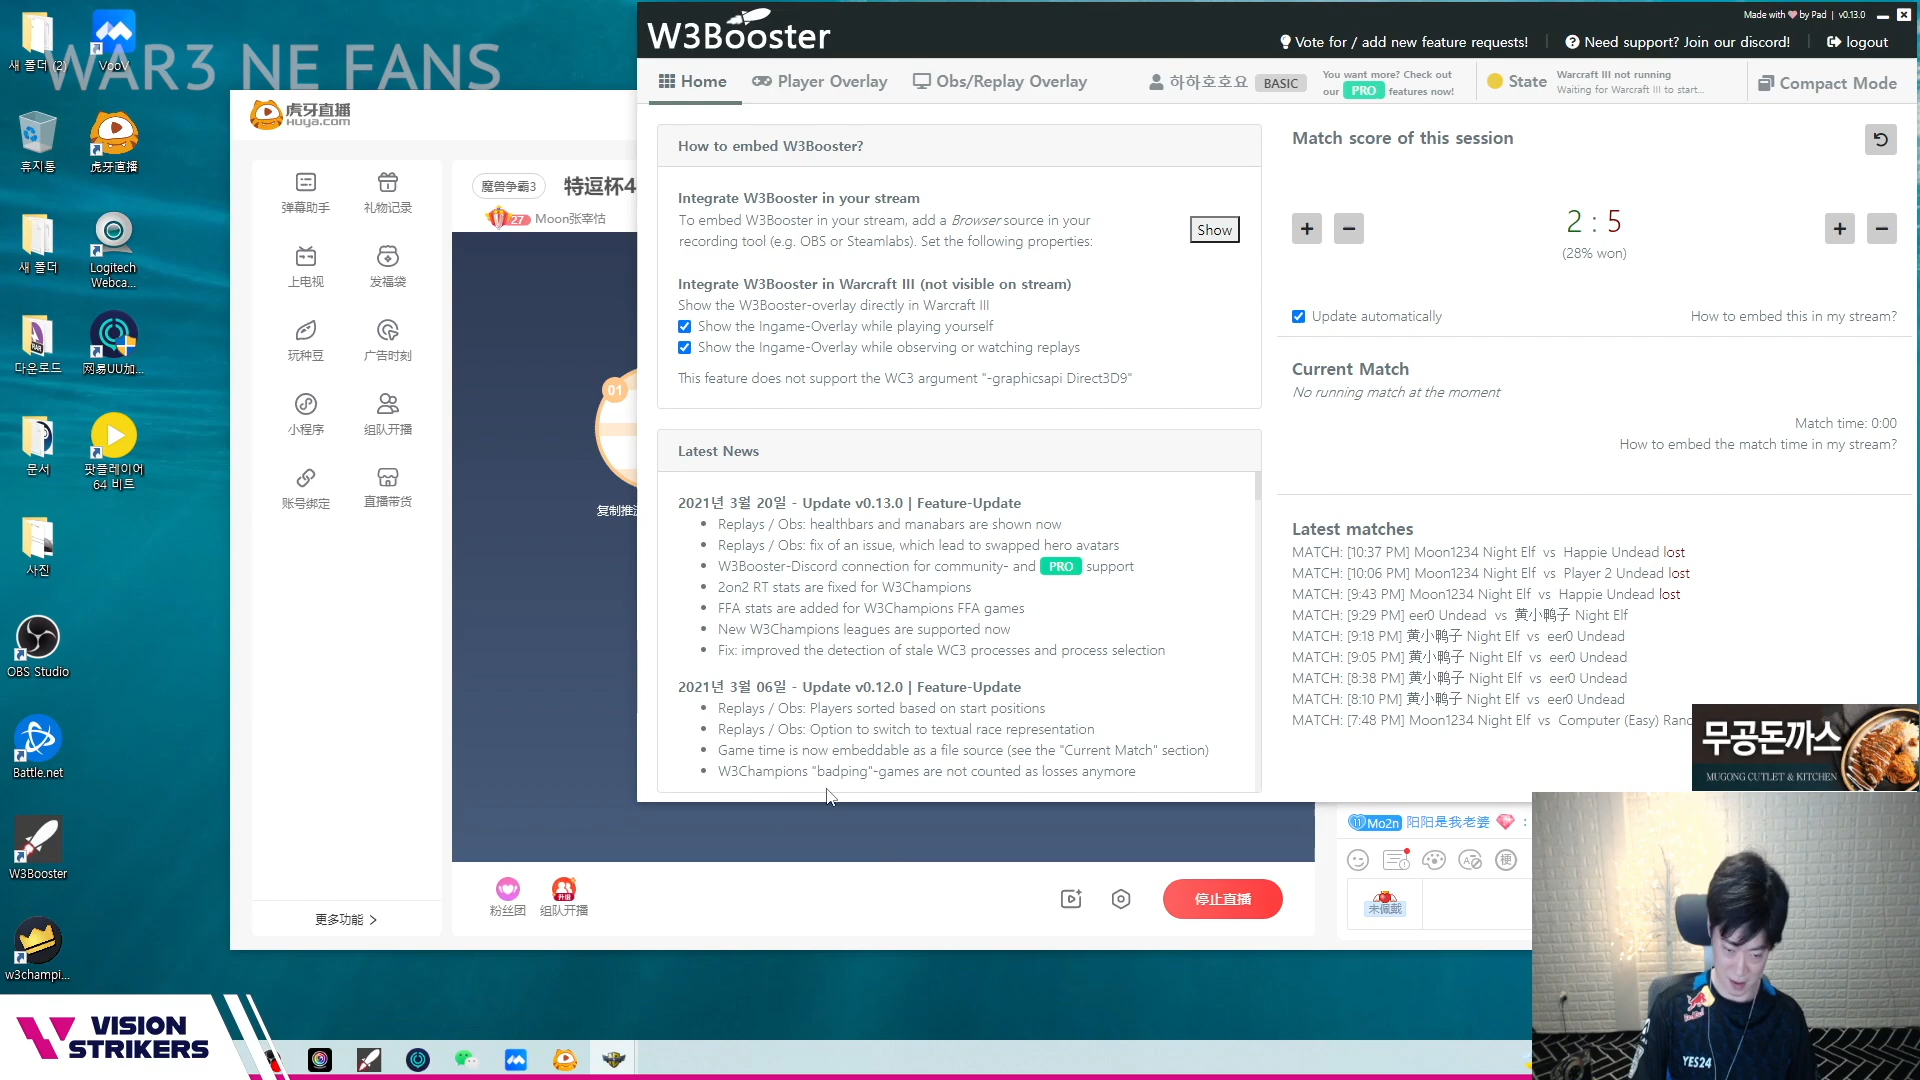 WAR3 NE FANS
새 폴더 (2)
VooV
휴지통
虎牙直播
새 폴더
Logitech
Webca...
다운로드
网易UU加...
문서
팟플레이어
64 비트
사진
OBS Studio
Battle.net
W3Booster
w3champi...
VISION
STRIKERS
虎牙直播
HUYA.COM
弹幕助手
礼物记录
上电视
发福袋
玩种豆
广告时刻
小程序
组队开播
账号绑定
直播带货
更多功能 >
魔兽争霸3
特逗杯4
27
Moon张宰怙
01
粉丝团
升级
组队开播
停止直播
W3Booster
Made with ❤ by Pad | v0.13.0
Vote for / add new feature requests!
Need support? Join our discord!
logout
Home
Player Overlay
Obs/Replay Overlay
하하호호요
BASIC
You want more? Check out
our PRO features now!
State
Warcraft III not running
Waiting for Warcraft III to start...
Compact Mode
How to embed W3Booster?
Integrate W3Booster in your stream
To embed W3Booster in your stream, add a Browser source in your
recording tool (e.g. OBS or Steamlabs). Set the following properties:
Show
Integrate W3Booster in Warcraft III (not visible on stream)
Show the W3Booster-overlay directly in Warcraft III
Show the Ingame-Overlay while playing yourself
Show the Ingame-Overlay while observing or watching replays
This feature does not support the WC3 argument "-graphicsapi Direct3D9"
Latest News
2021년 3월 20일 - Update v0.13.0 | Feature-Update
• Replays / Obs: healthbars and manabars are shown now
• Replays / Obs: fix of an issue, which lead to swapped hero avatars
• W3Booster-Discord connection for community- and PRO support
• 2on2 RT stats are fixed for W3Champions
• FFA stats are added for W3Champions FFA games
• New W3Champions leagues are supported now
• Fix: improved the detection of stale WC3 processes and process selection
2021년 3월 06일 - Update v0.12.0 | Feature-Update
• Replays / Obs: Players sorted based on start positions
• Replays / Obs: Option to switch to textual race representation
• Game time is now embeddable as a file source (see the "Current Match" section)
• W3Champions "badping"-games are not counted as losses anymore
Match score of this session
+ −
2 : 5
(28% won)
+ −
Update automatically
How to embed this in my stream?
Current Match
No running match at the moment
Match time: 0:00
How to embed the match time in my stream?
Latest matches
MATCH: [10:37 PM] Moon1234 Night Elf vs Happie Undead lost
MATCH: [10:06 PM] Moon1234 Night Elf vs Player 2 Undead lost
MATCH: [9:43 PM] Moon1234 Night Elf vs Happie Undead lost
MATCH: [9:29 PM] eer0 Undead vs 黄小鸭子 Night Elf
MATCH: [9:18 PM] 黄小鸭子 Night Elf vs eer0 Undead
MATCH: [9:05 PM] 黄小鸭子 Night Elf vs eer0 Undead
MATCH: [8:38 PM] 黄小鸭子 Night Elf vs eer0 Undead
MATCH: [8:10 PM] 黄小鸭子 Night Elf vs eer0 Undead
MATCH: [7:48 PM] Moon1234 Night Elf vs Computer (Easy)
무공돈까스
MUGONG CUTLET & KITCHEN
11 Mo2n 阳阳是我老婆 :
梗
未佩戴
Red Bull
YES24